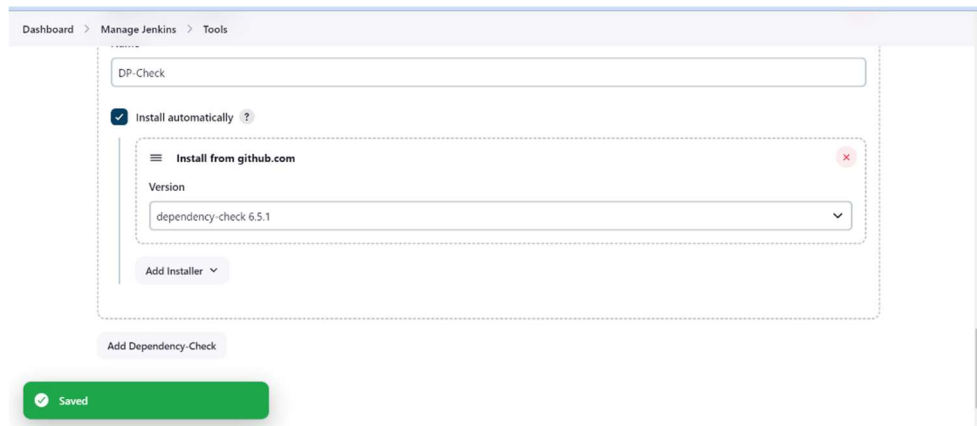 Dashboard > Manage Jenkins > Tools
DP-Check
Install automatically ?
Install from github.com
Version
dependency-check 6.5.1
Add Installer
Add Dependency-Check
Saved